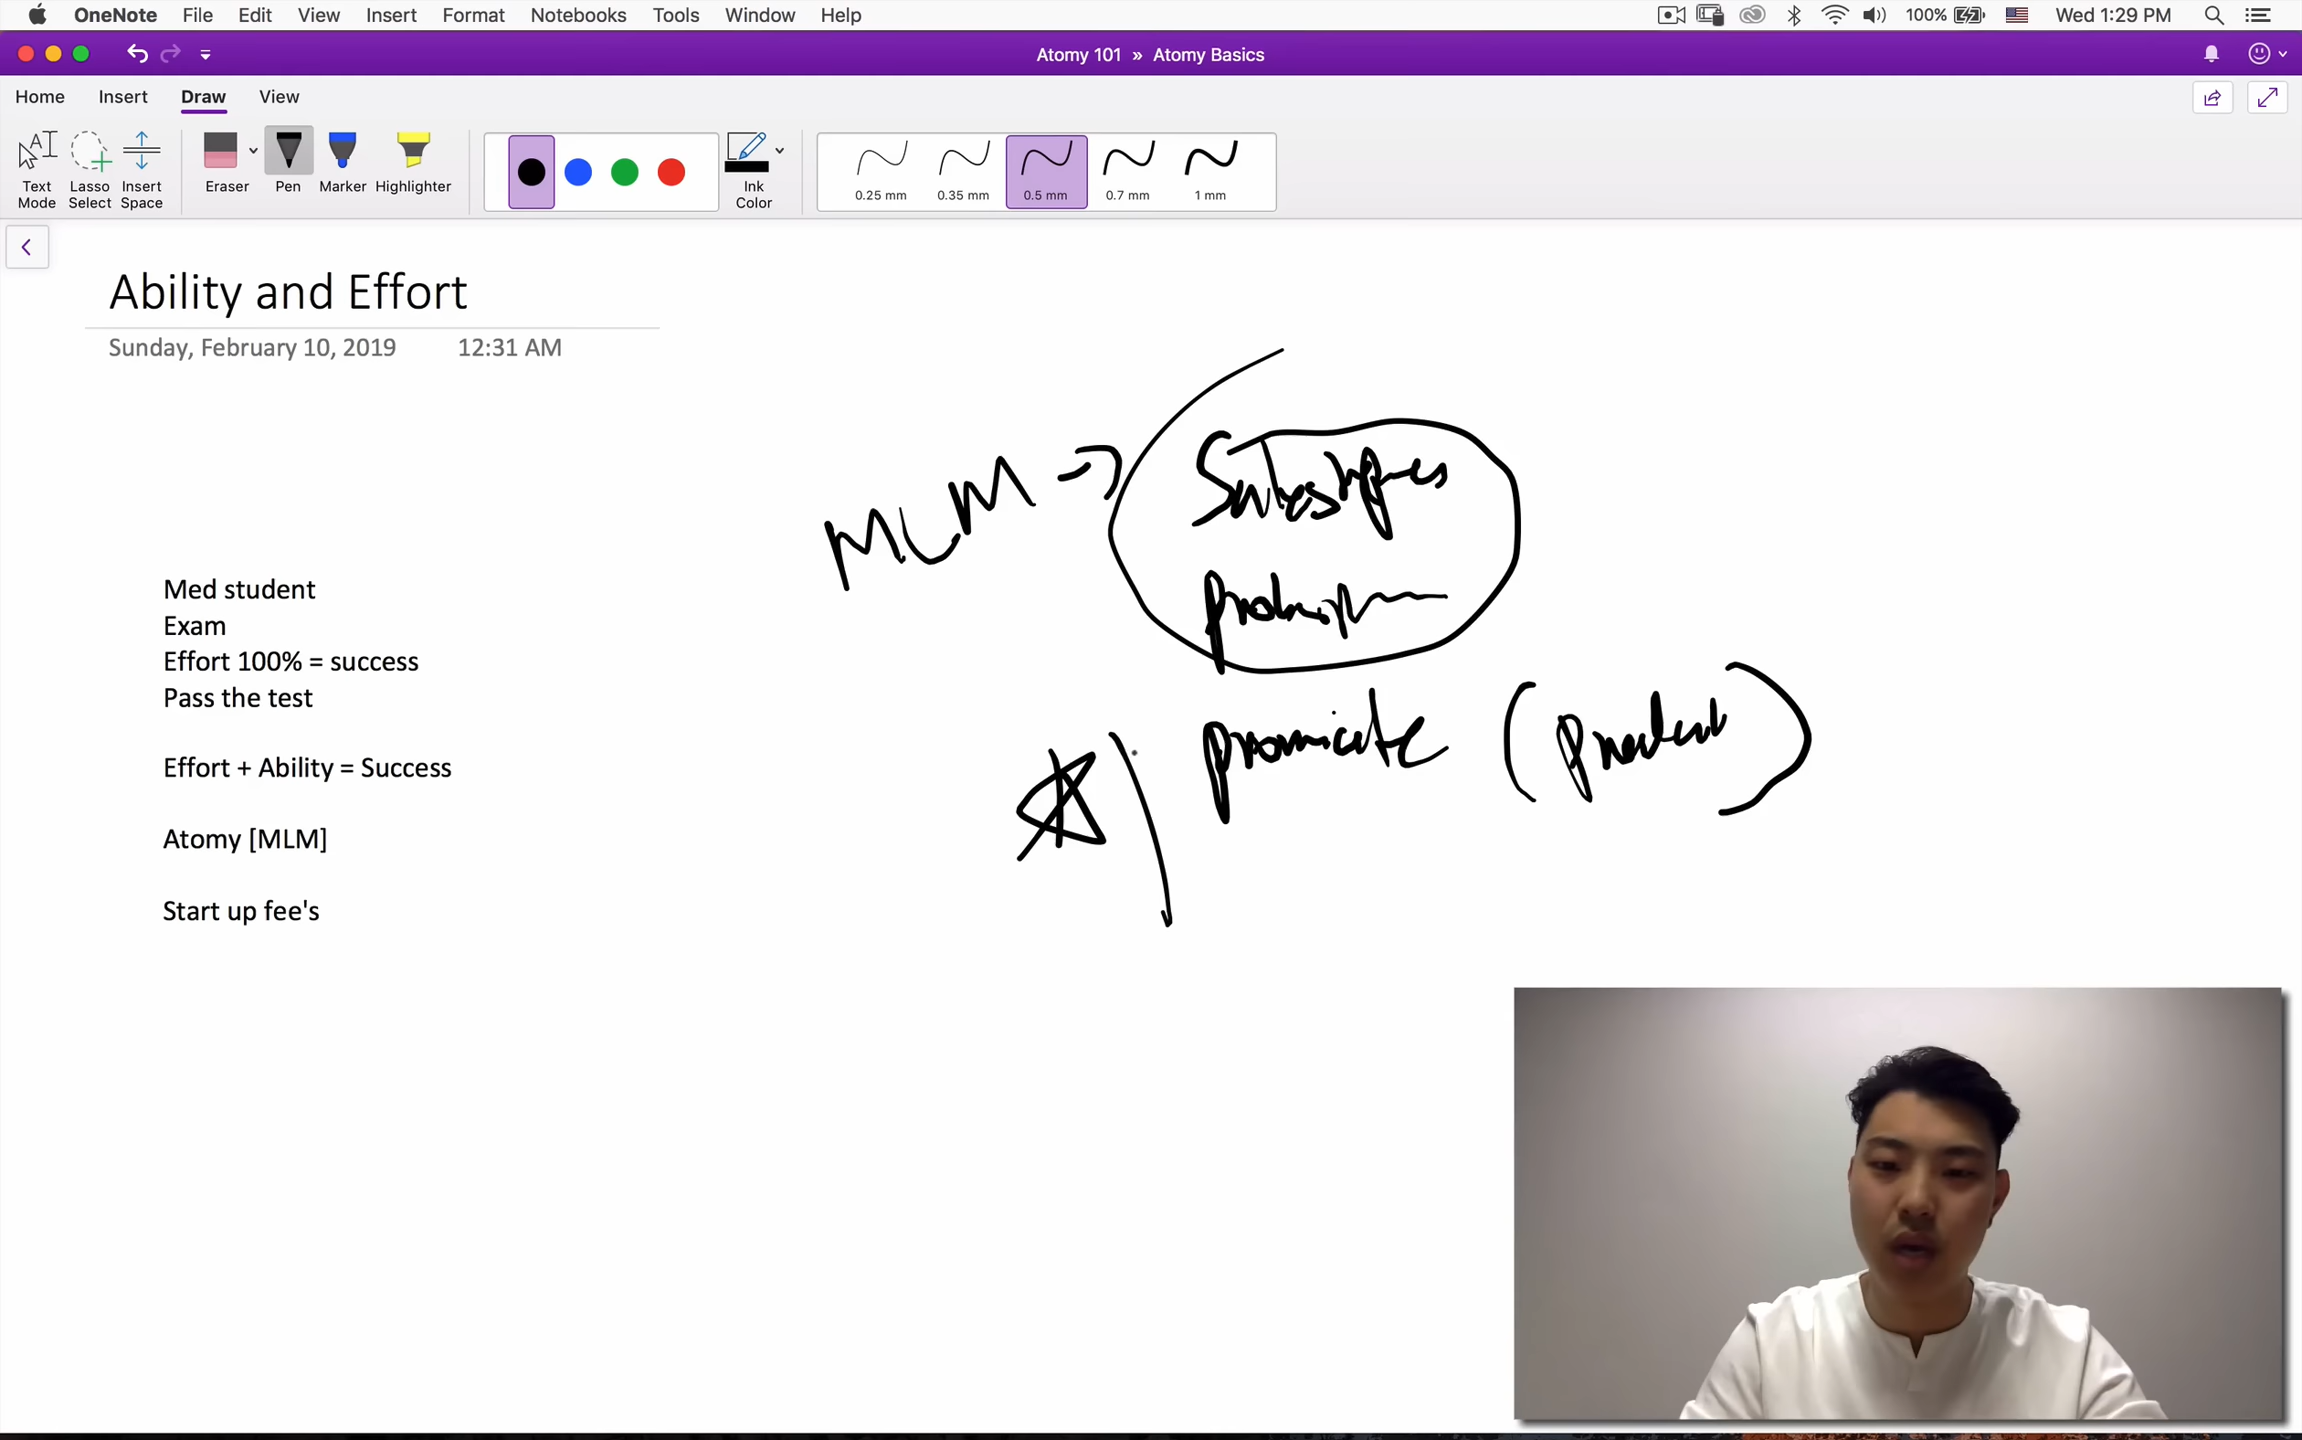 OneNote File Edit View Insert Format Notebooks Tools Window Help 100% Wed 1:29 PM
Atomy 101 » Atomy Basics
Home Insert Draw View
Text Mode
Lasso Select
Insert Space
Eraser
Pen
Marker
Highlighter
Ink Color
0.25 mm
0.35 mm
0.5 mm
0.7 mm
1 mm
Ability and Effort
Sunday, February 10, 2019 12:31 AM
Med student
Exam
Effort 100% = success
Pass the test
Effort + Ability = Success
Atomy [MLM]
Start up fee's
MLM